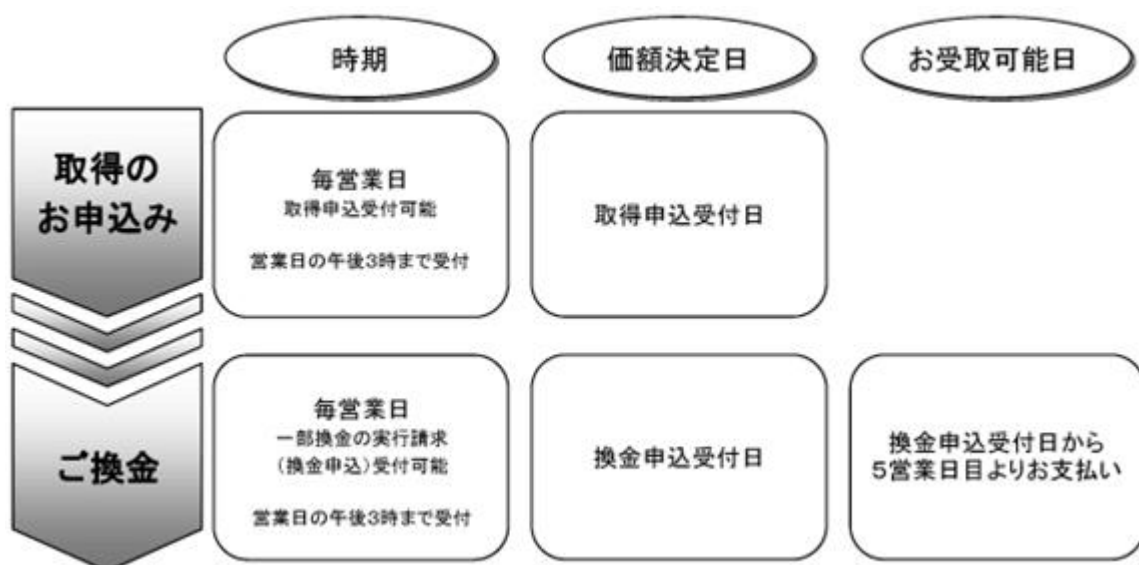 時期
価額決定日
お受取可能日
取得の
お申込み
毎営業日
取得申込受付可能
営業日の午後3時まで受付
取得申込受付日
ご換金
毎営業日
一部換金の実行請求
(換金申込)受付可能
営業日の午後3時まで受付
換金申込受付日
換金申込受付日から
5営業日目よりお支払い